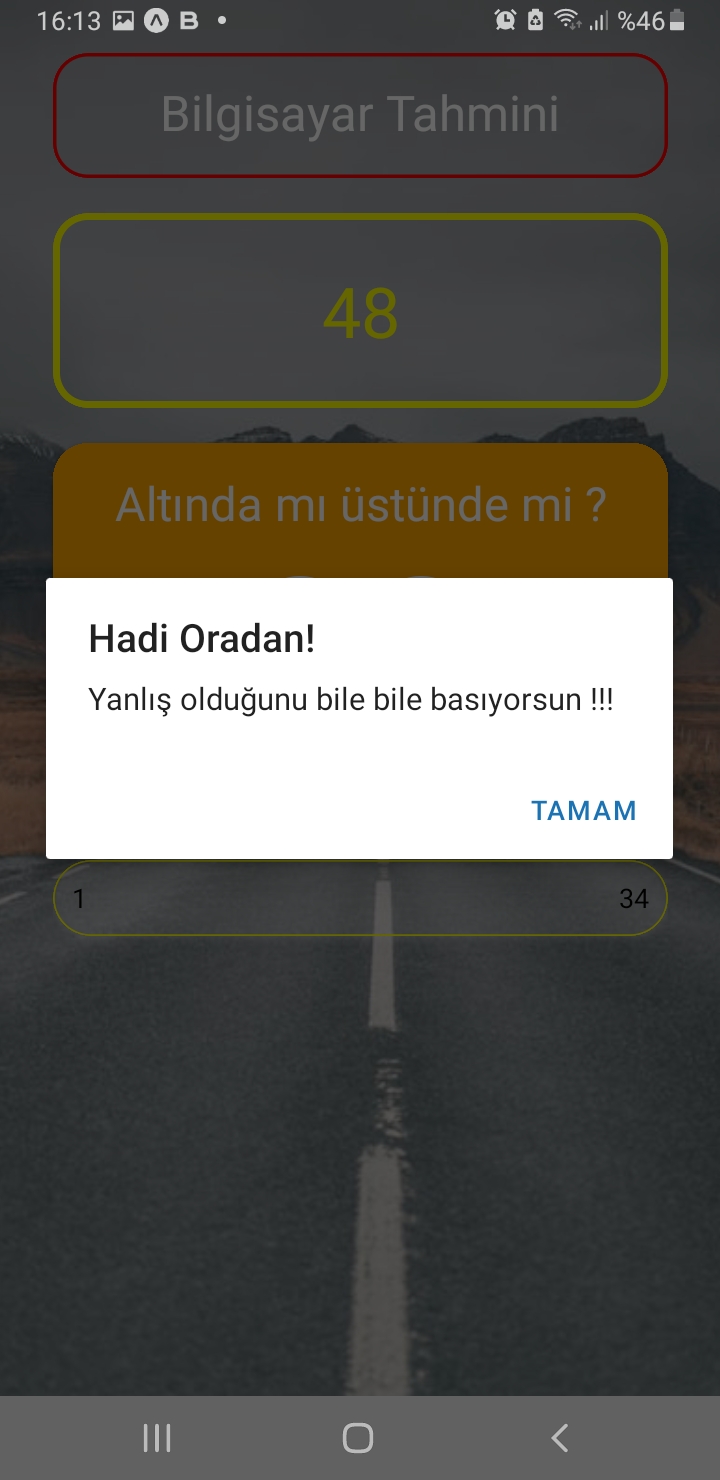 16:13 B %46
Bilgisayar Tahmini
48
Altında mı üstünde mi ?
Hadi Oradan!
Yanlış olduğunu bile bile basıyorsun !!!
TAMAM
1 34